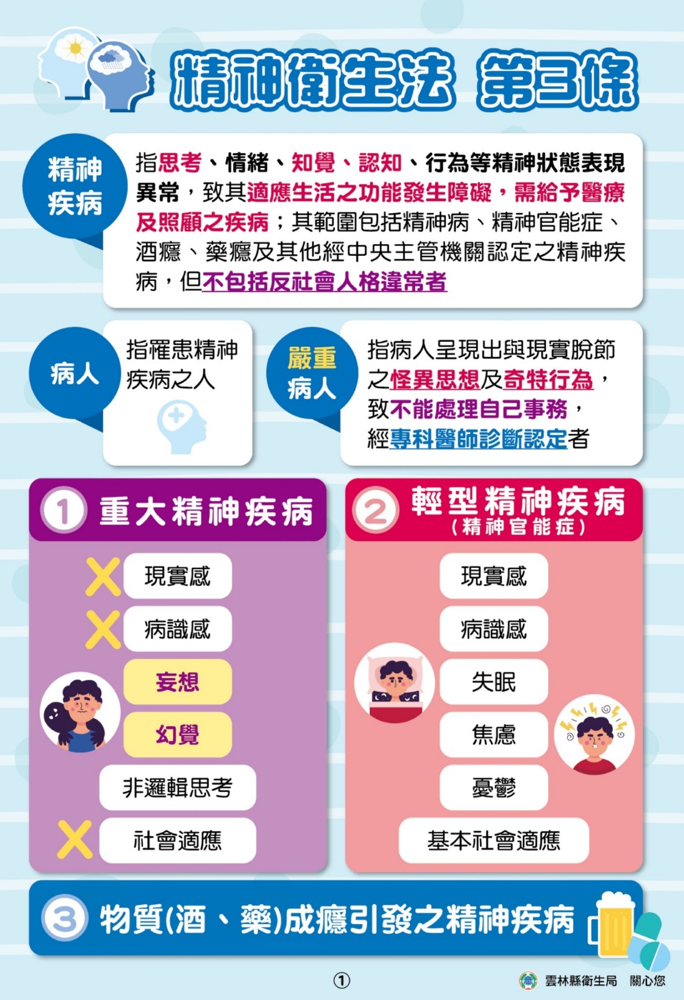 精神衛生法 第3條
精神
疾病
指思考、情緒、知覺、認知、行為等精神狀態表現
異常，致其適應生活之功能發生障礙，需給予醫療
及照顧之疾病；其範圍包括精神病、精神官能症、
酒癮、藥癮及其他經中央主管機關認定之精神疾
病，但不包括反社會人格違常者
病人
指罹患精神
疾病之人
嚴重
病人
指病人呈現出與現實脫節
之怪異思想及奇特行為，
致不能處理自己事務，
經專科醫師診斷認定者
1 重大精神疾病
X 現實感
X 病識感
妄想
幻覺
非邏輯思考
X 社會適應
2 輕型精神疾病
(精神官能症)
現實感
病識感
失眠
焦慮
憂鬱
基本社會適應
3 物質(酒、藥)成癮引發之精神疾病
①
雲林縣衛生局 關心您